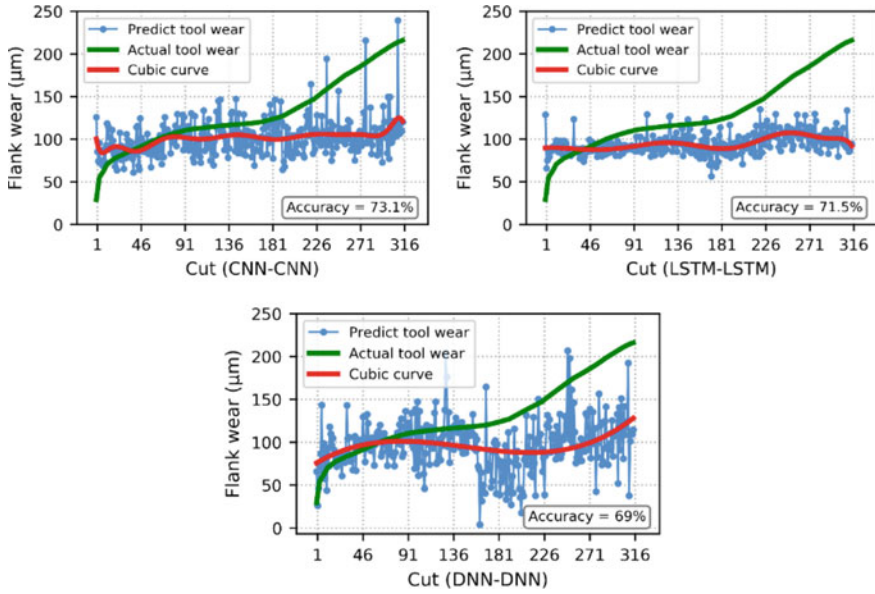 250
200
150
100
50
0
Flank wear (µm)
Predict tool wear
Actual tool wear
Cubic curve
Accuracy = 73.1%
1 46 91 136 181 226 271 316
Cut (CNN-CNN)
250
200
150
100
50
0
Flank wear (µm)
Predict tool wear
Actual tool wear
Cubic curve
Accuracy = 71.5%
1 46 91 136 181 226 271 316
Cut (LSTM-LSTM)
250
200
150
100
50
0
Flank wear (µm)
Predict tool wear
Actual tool wear
Cubic curve
Accuracy = 69%
1 46 91 136 181 226 271 316
Cut (DNN-DNN)